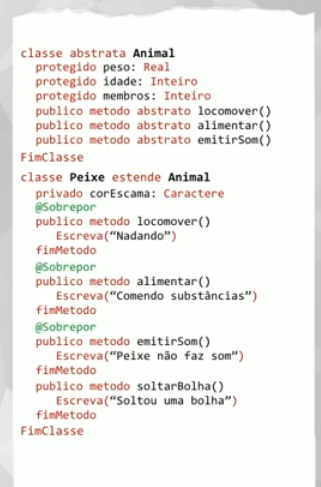 classe abstrata Animal
protegido peso: Real
protegido idade: Inteiro
protegido membros: Inteiro
publico metodo abstrato locomover()
publico metodo abstrato alimentar()
publico metodo abstrato emitirSom()
FimClasse
classe Peixe estende Animal
privado corEscama: Caractere
@Sobrepor
publico metodo locomover()
Escreva(“Nadando”)
fimMetodo
@Sobrepor
publico metodo alimentar()
Escreva(“Comendo substâncias”)
fimMetodo
@Sobrepor
publico metodo emitirSom()
Escreva(“Peixe não faz som”)
fimMetodo
publico metodo soltarBolha()
Escreva(“Soltou uma bolha”)
fimMetodo
FimClasse